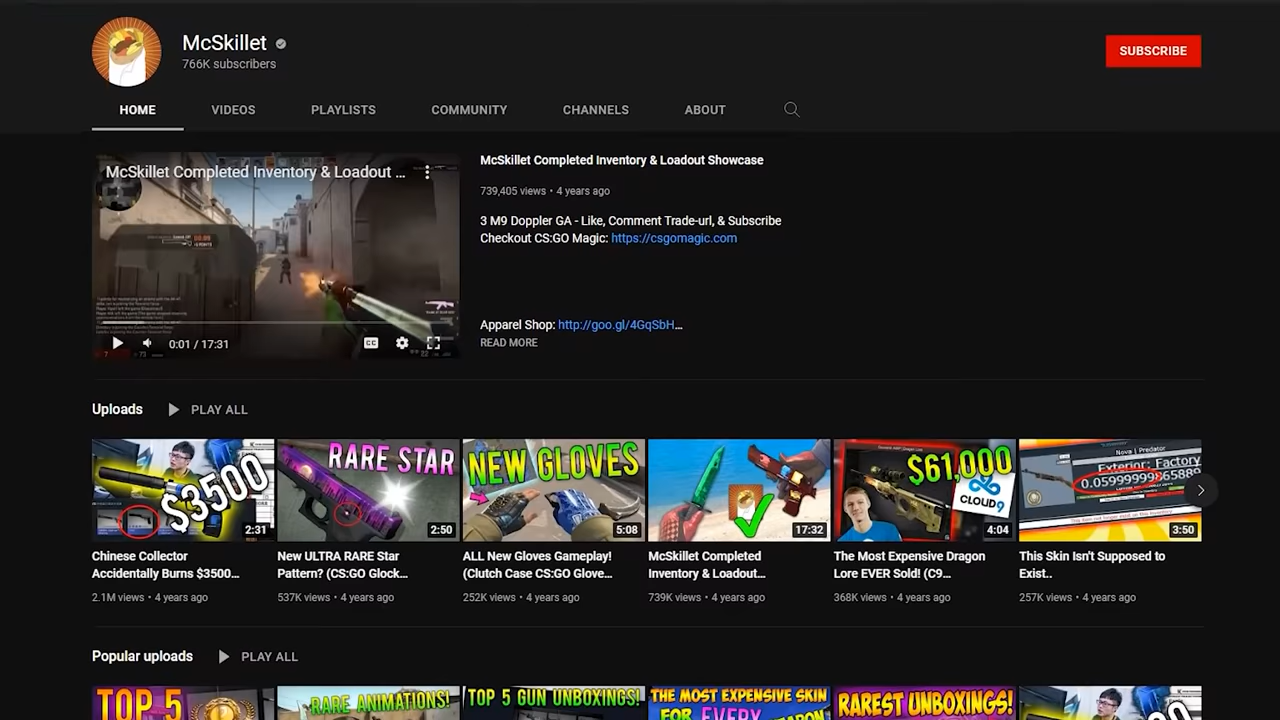 McSkillet
766K subscribers
SUBSCRIBE
HOME
VIDEOS
PLAYLISTS
COMMUNITY
CHANNELS
ABOUT
McSkillet Completed Inventory & Loadout ...
0:01 / 17:31
McSkillet Completed Inventory & Loadout Showcase
739,405 views • 4 years ago
3 M9 Doppler GA - Like, Comment Trade-url, & Subscribe
Checkout CS:GO Magic: https://csgomagic.com
Apparel Shop: http://goo.gl/4GqSbH...
READ MORE
Uploads
PLAY ALL
$3500
2:31
RARE STAR
2:50
NEW GLOVES
5:08
17:32
$61,000
CLOUD9
4:04
Exterior: Factory
3:50
Chinese Collector
Accidentally Burns $3500...
2.1M views • 4 years ago
New ULTRA RARE Star
Pattern? (CS:GO Glock...
537K views • 4 years ago
ALL New Gloves Gameplay!
(Clutch Case CS:GO Glove...
252K views • 4 years ago
McSkillet Completed
Inventory & Loadout...
739K views • 4 years ago
The Most Expensive Dragon
Lore EVER Sold! (C9...
368K views • 4 years ago
This Skin Isn't Supposed to
Exist..
257K views • 4 years ago
Popular uploads
PLAY ALL
TOP 5
RARE ANIMATIONS!
TOP 5 GUN UNBOXINGS!
THE MOST EXPENSIVE SKIN
FOR EVERY
RAREST UNBOXINGS!